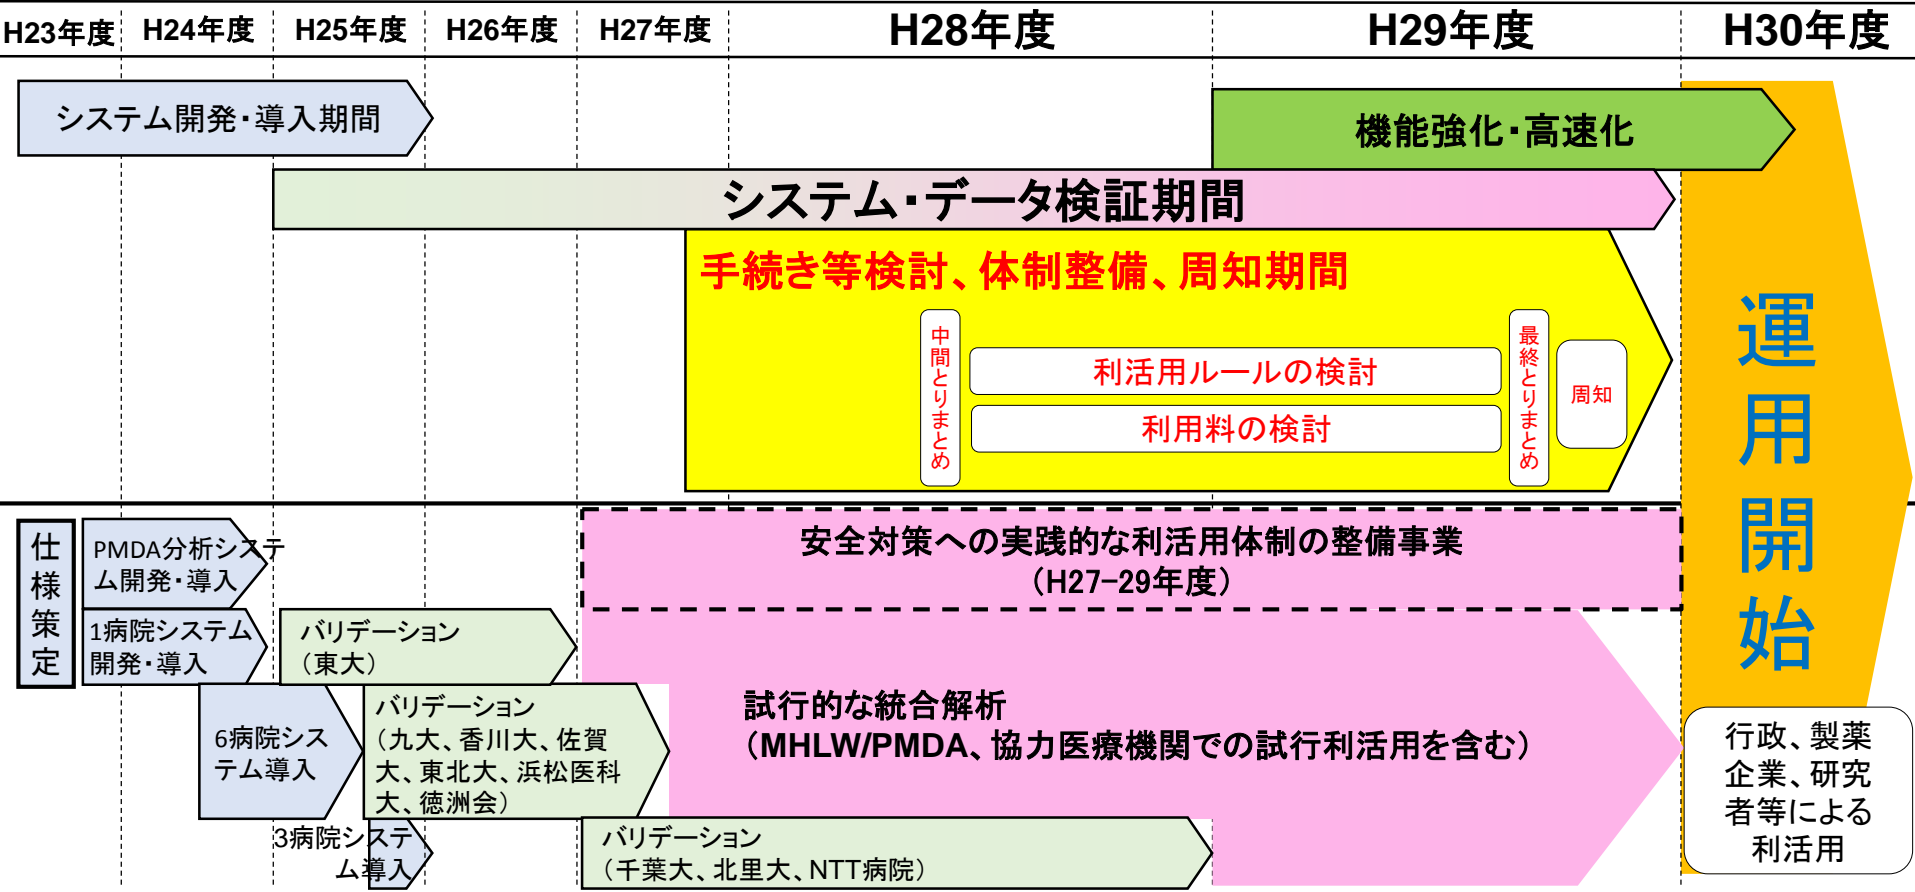 H23年度 H24年度 H25年度 H26年度 H27年度 H28年度 H29年度 H30年度
システム開発・導入期間
機能強化・高速化
システム・データ検証期間
手続き等検討、体制整備、周知期間
中間とりまとめ
利活用ルールの検討
利用料の検討
最終とりまとめ
周知
運用開始
仕様策定
PMDA分析システ
ム開発・導入
安全対策への実践的な利活用体制の整備事業
（H27−29年度）
1病院システム
開発・導入
バリデーション
（東大）
6病院シス
テム導入
バリデーション
（九大、香川大、佐賀
大、東北大、浜松医科
大、徳洲会）
試行的な統合解析
（MHLW/PMDA、協力医療機関での試行利活用を含む）
3病院システ
ム導入
バリデーション
（千葉大、北里大、NTT病院）
行政、製薬
企業、研究
者等による
利活用